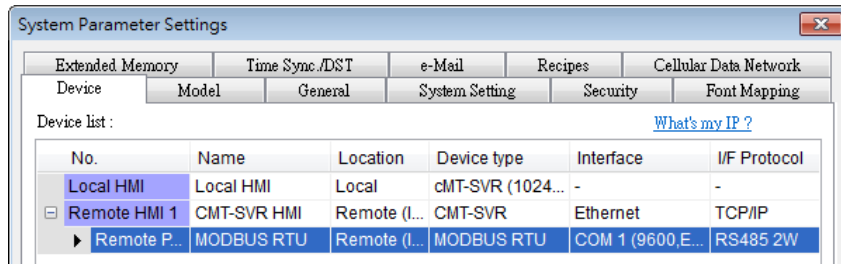 System Parameter Settings
Extended Memory Time Sync./DST e-Mail Recipes Cellular Data Network
Device Model General System Setting Security Font Mapping
Device list : What's my IP ?
No. Name Location Device type Interface I/F Protocol
Local HMI Local HMI Local cMT-SVR (1024... - -
Remote HMI 1 CMT-SVR HMI Remote (I... CMT-SVR Ethernet TCP/IP
Remote P... MODBUS RTU Remote (I... MODBUS RTU COM 1 (9600,E... RS485 2W